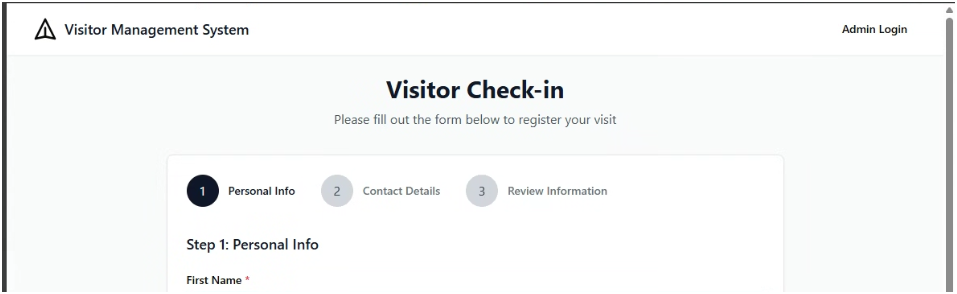 Visitor Management System
Admin Login
Visitor Check-in
Please fill out the form below to register your visit
1 Personal Info 2 Contact Details 3 Review Information
Step 1: Personal Info
First Name *